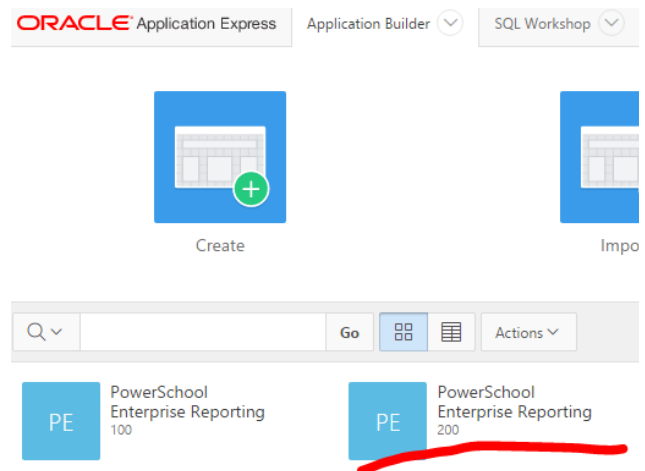 ORACLE Application Express
Application Builder
SQL Workshop
Create
Impo
Go
Actions
PE
PowerSchool
Enterprise Reporting
100
PE
PowerSchool
Enterprise Reporting
200